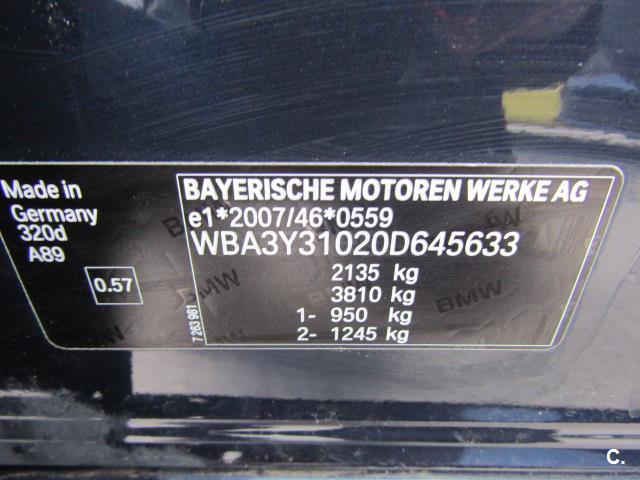 Made in
Germany
320d
A89
0.57
7 263 981
BAYERISCHE MOTOREN WERKE AG
e1*2007/46*0559
WBA3Y31020D645633
2135 kg
3810 kg
1- 950 kg
2- 1245 kg
BMW
BMW
C.